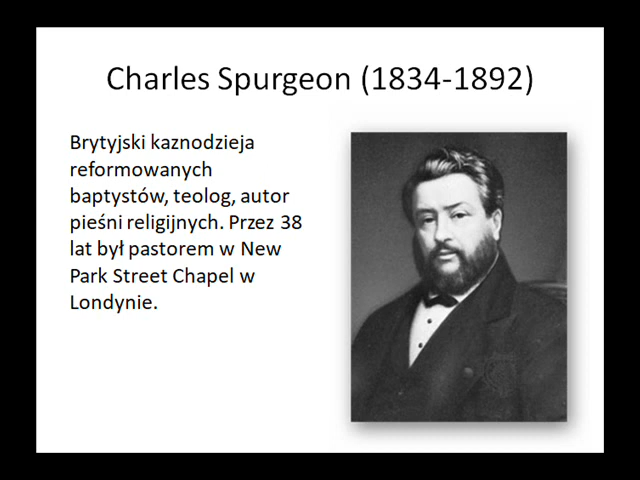 Charles Spurgeon (1834-1892)
Brytyjski kaznodzieja
reformowanych
baptystów, teolog, autor
pieśni religijnych. Przez 38
lat był pastorem w New
Park Street Chapel w
Londynie.